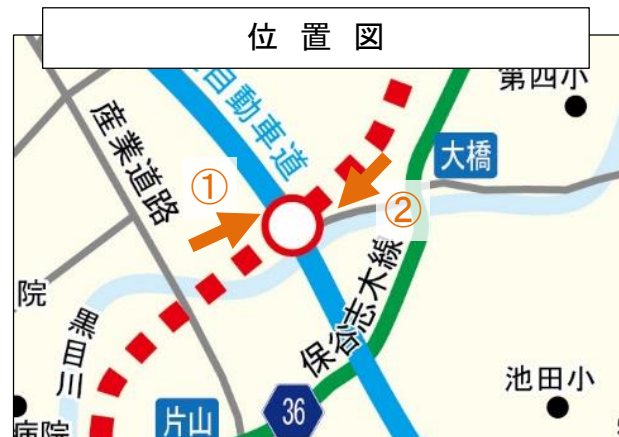 位 置 図
自動車道
第四小
産業道路
大橋
①
②
院
黒目川
保谷志木線
池田小
片山
36
病院